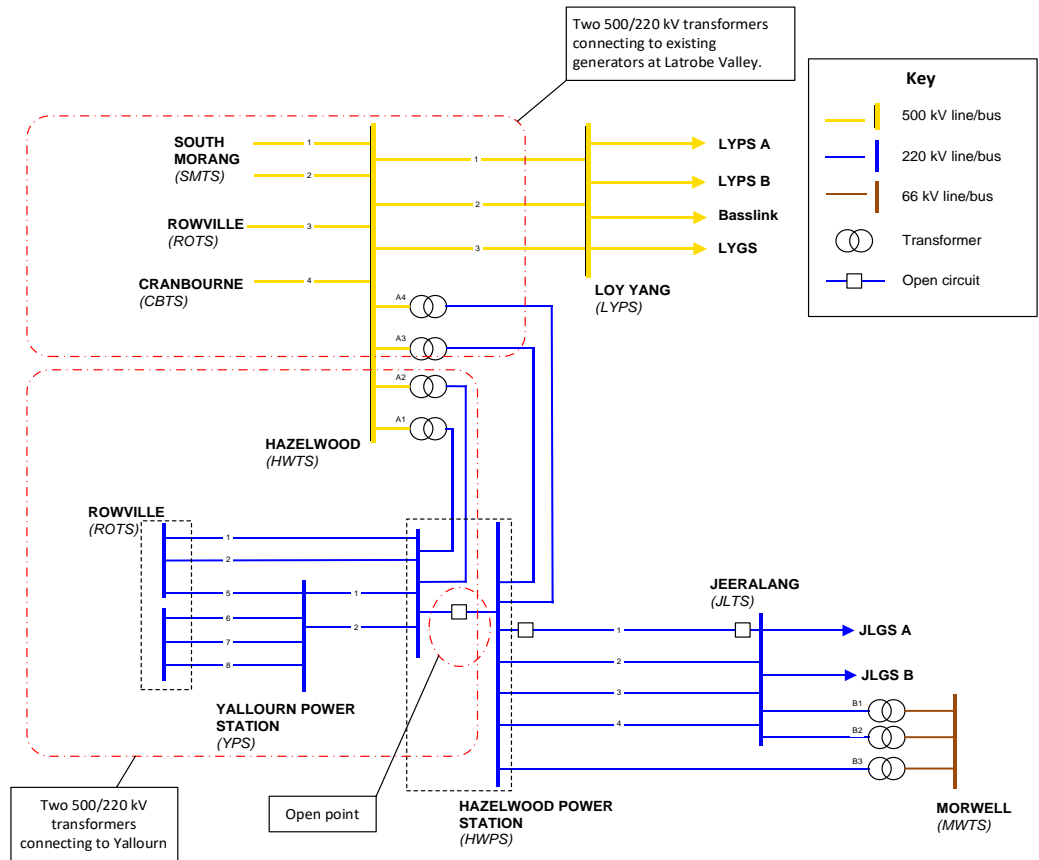 Two 500/220 kV transformers
connecting to existing
generators at Latrobe Valley.
Key
500 kV line/bus
220 kV line/bus
66 kV line/bus
Transformer
Open circuit
SOUTH
MORANG
(SMTS)
1
2
ROWVILLE
(ROTS)
3
CRANBOURNE
(CBTS)
4
1
2
3
LYPS A
LYPS B
Basslink
LYGS
LOY YANG
(LYPS)
A4
A3
A2
A1
HAZELWOOD
(HWTS)
ROWVILLE
(ROTS)
1
2
5
6
7
8
1
2
YALLOURN POWER
STATION
(YPS)
JEERALANG
(JLTS)
1
2
3
4
JLGS A
JLGS B
B1
B2
B3
HAZELWOOD POWER
STATION
(HWPS)
MORWELL
(MWTS)
Two 500/220 kV
transformers
connecting to Yallourn
Open point